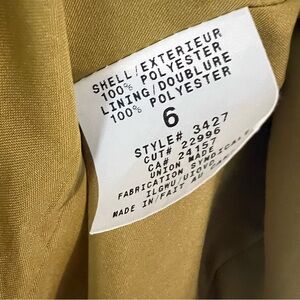 SHELL/EXTERIEUR
100% POLYESTER
LINING/DOUBLURE
100% POLYESTER
6
STYLE# 3427
CUT# 22996
CA# 24157
UNION MADE
FABRICATION SYNDICALE
MADE IN/FAIT AU